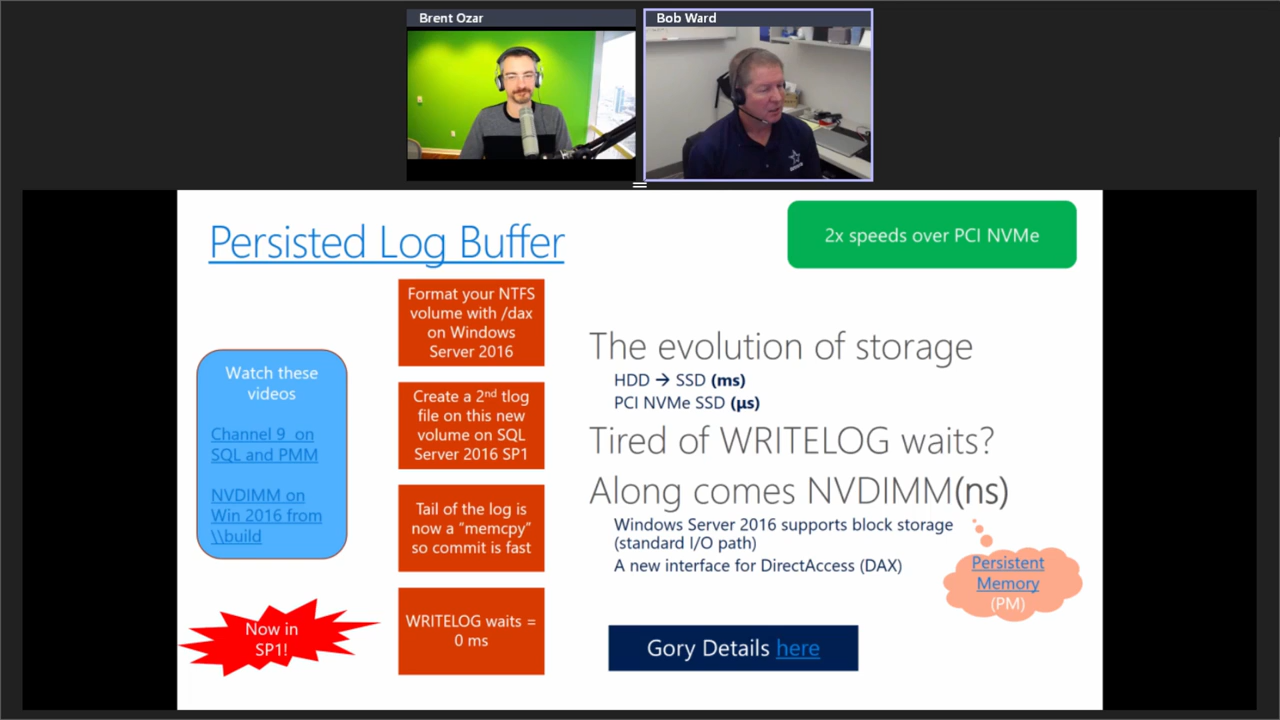 Brent Ozar
Bob Ward
Persisted Log Buffer
2x speeds over PCI NVMe
Watch these
videos
Channel 9 on
SQL and PMM
NVDIMM on
Win 2016 from
\\build
Now in
SP1!
Format your NTFS
volume with /dax
on Windows
Server 2016
Create a 2nd tlog
file on this new
volume on SQL
Server 2016 SP1
Tail of the log is
now a “memcpy”
so commit is fast
WRITELOG waits =
0 ms
The evolution of storage
HDD → SSD (ms)
PCI NVMe SSD (µs)
Tired of WRITELOG waits?
Along comes NVDIMM(ns)
Windows Server 2016 supports block storage
(standard I/O path)
A new interface for DirectAccess (DAX)
Persistent
Memory
(PM)
Gory Details here